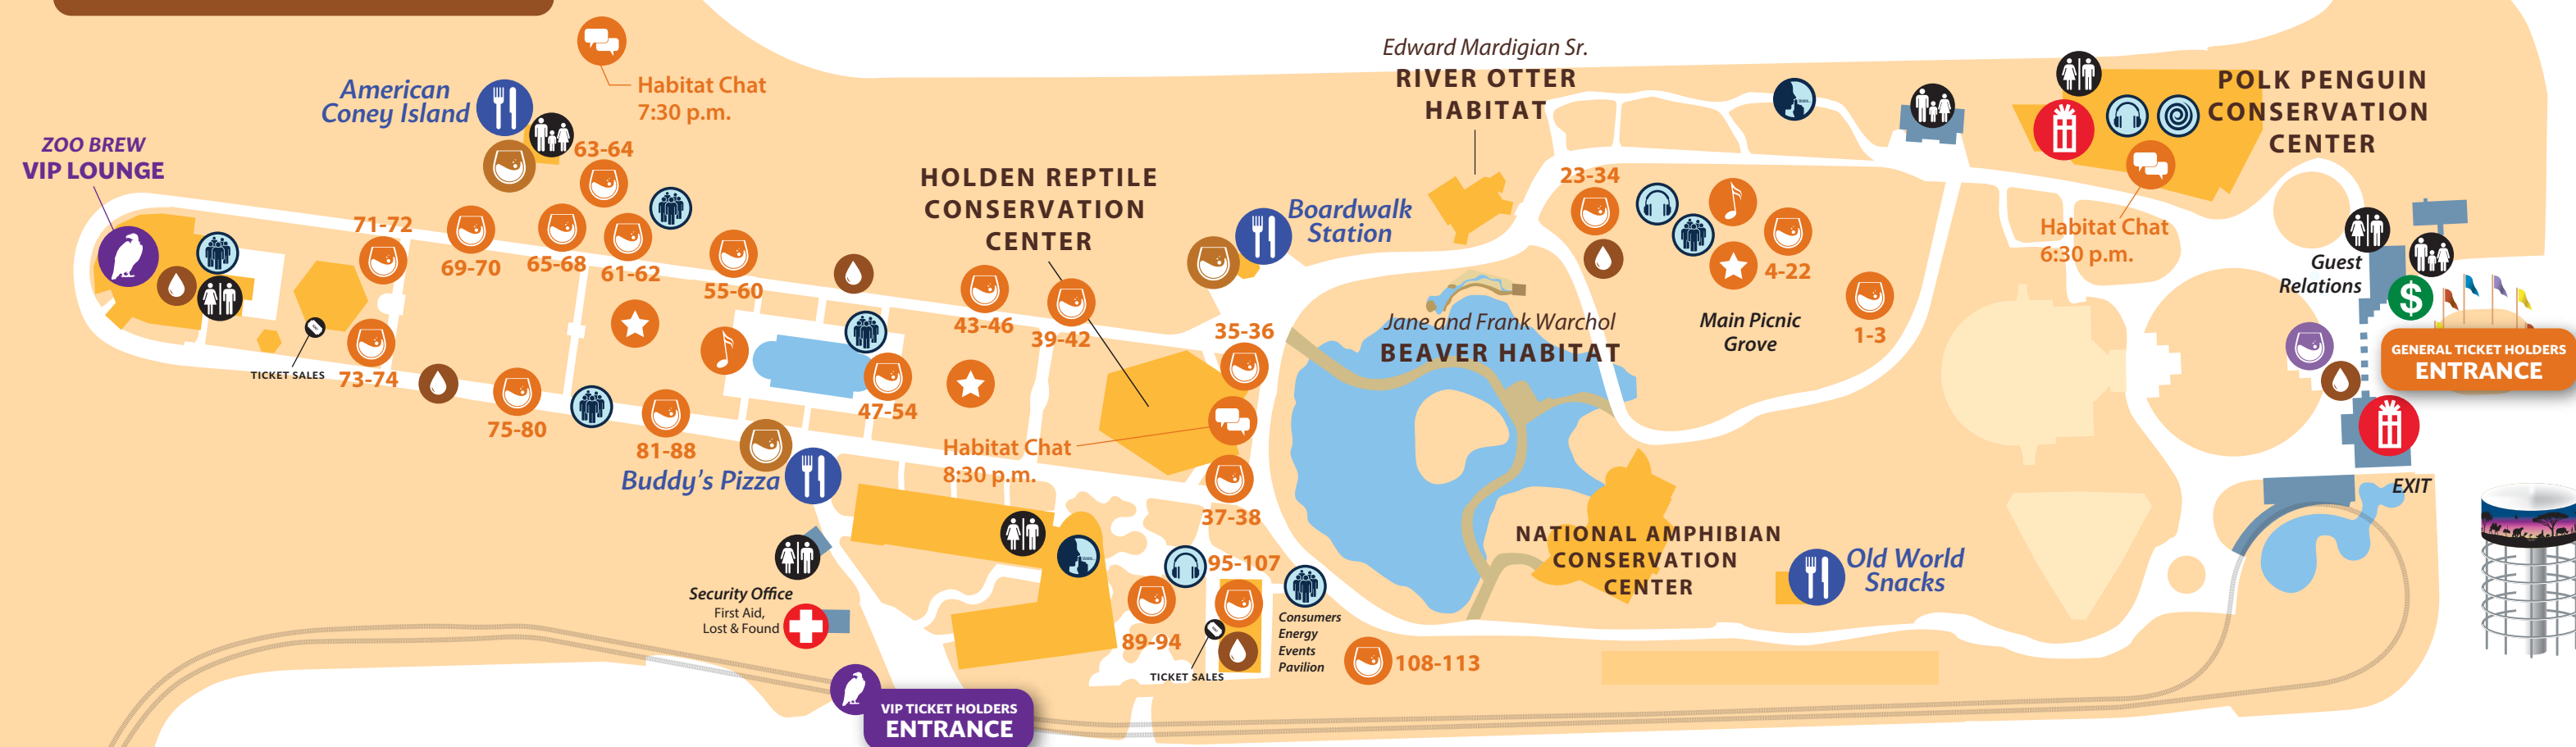 Habitat Chat
7:30 p.m.
American
Coney Island
ZOO BREW
VIP LOUNGE
63-64
71-72
69-70
65-68
61-62
55-60
TICKET SALES
73-74
75-80
81-88
Buddy's Pizza
HOLDEN REPTILE
CONSERVATION
CENTER
43-46
39-42
47-54
Habitat Chat
8:30 p.m.
35-36
37-38
Boardwalk
Station
Edward Mardigian Sr.
RIVER OTTER
HABITAT
Jane and Frank Warchol
BEAVER HABITAT
23-34
4-22
1-3
Main Picnic
Grove
POLK PENGUIN
CONSERVATION
CENTER
Habitat Chat
6:30 p.m.
Guest
Relations
$
GENERAL TICKET HOLDERS
ENTRANCE
EXIT
NATIONAL AMPHIBIAN
CONSERVATION
CENTER
Old World
Snacks
Security Office
First Aid,
Lost & Found
89-94
95-107
TICKET SALES
Consumers
Energy
Events
Pavilion
108-113
VIP TICKET HOLDERS
ENTRANCE